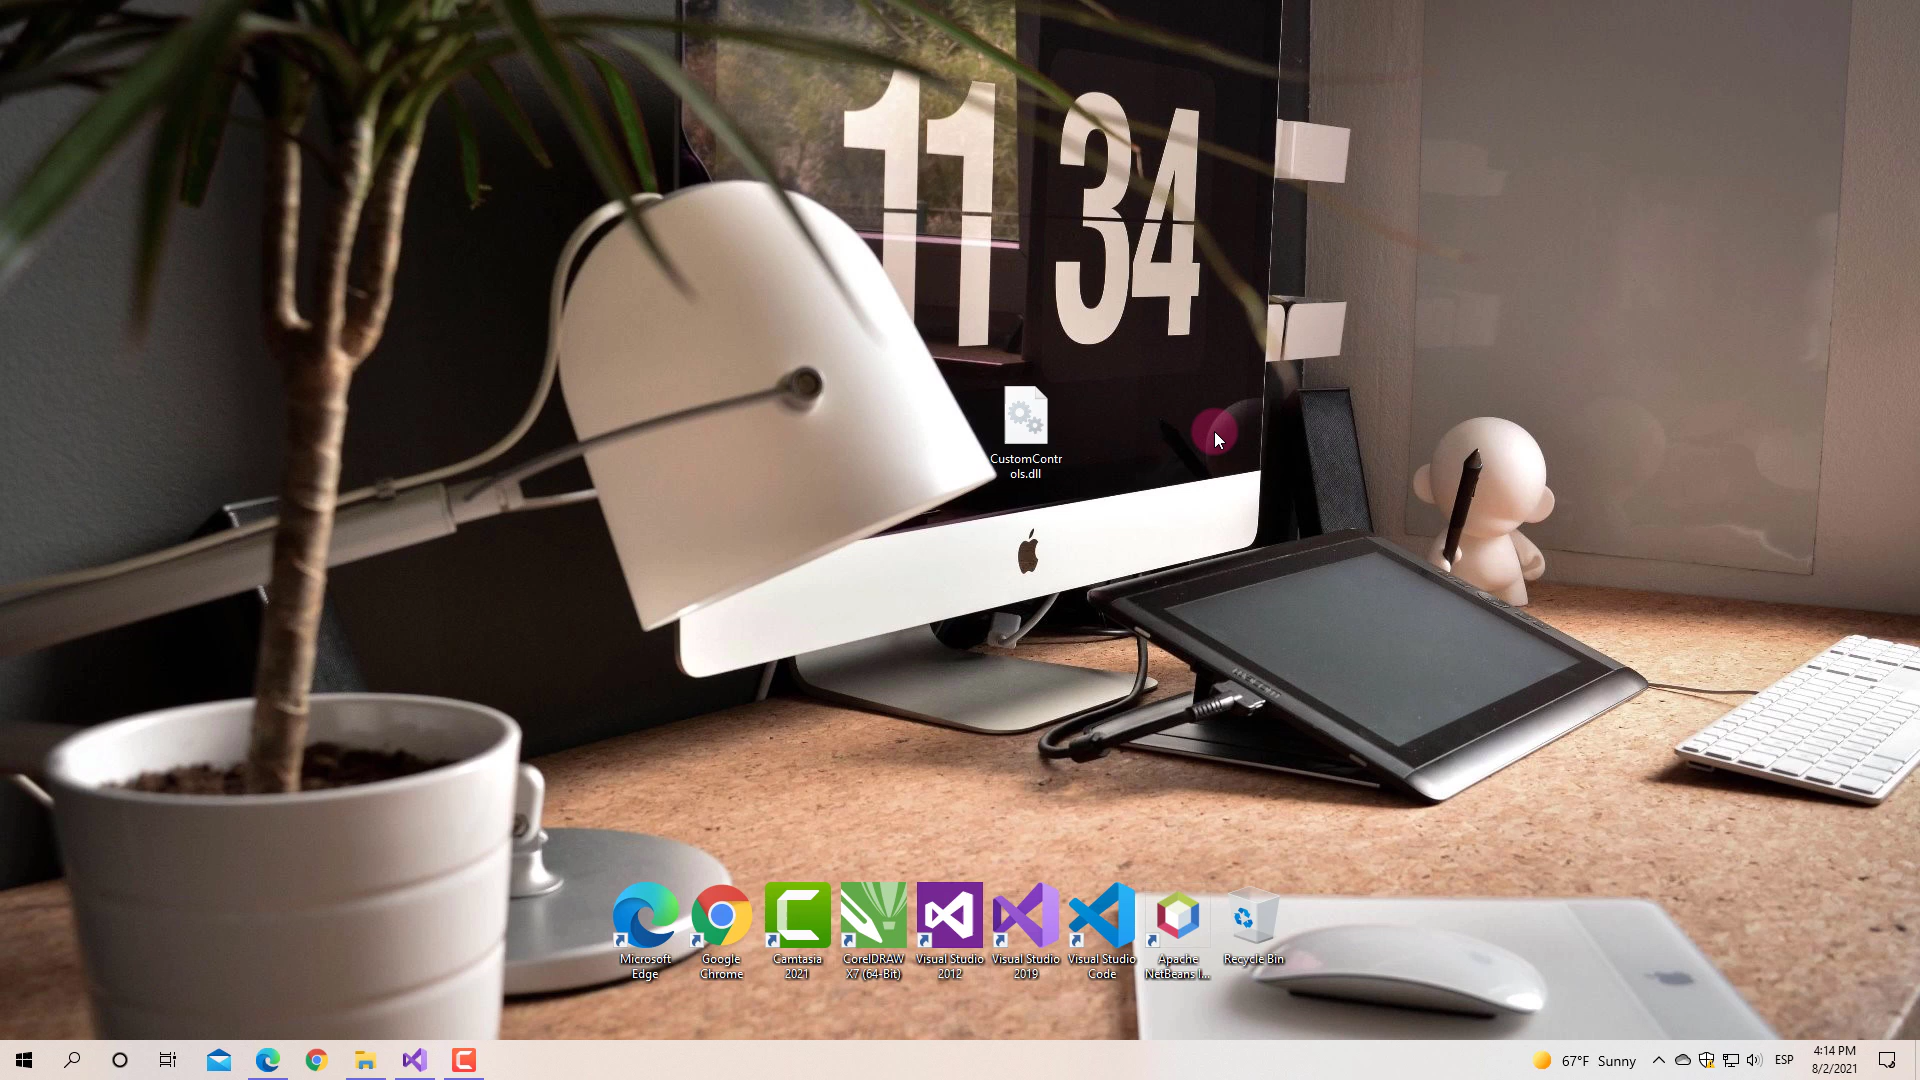 11 34
CustomContr
ols.dll
Microsoft
Edge
Google
Chrome
Camtasia
2021
CorelDRAW
X7 (64-Bit)
Visual Studio
2012
Visual Studio
2019
Visual Studio
Code
Apache
NetBeans I...
Recycle Bin
67°F Sunny
ESP
4:14 PM
8/2/2021